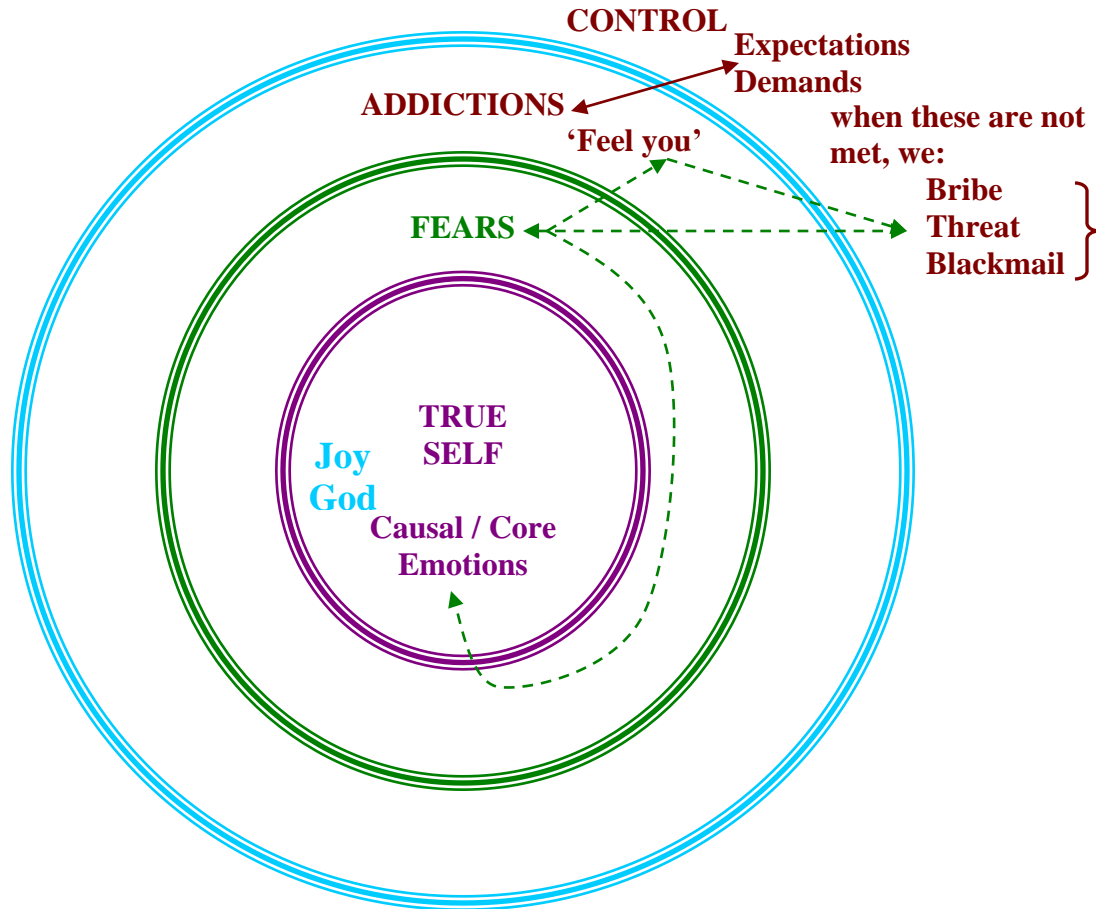 CONTROL
Expectations
Demands
ADDICTIONS
when these are not
met, we:
‘Feel you’
Bribe
Threat
Blackmail
FEARS
TRUE
SELF
Joy
God
Causal / Core
Emotions